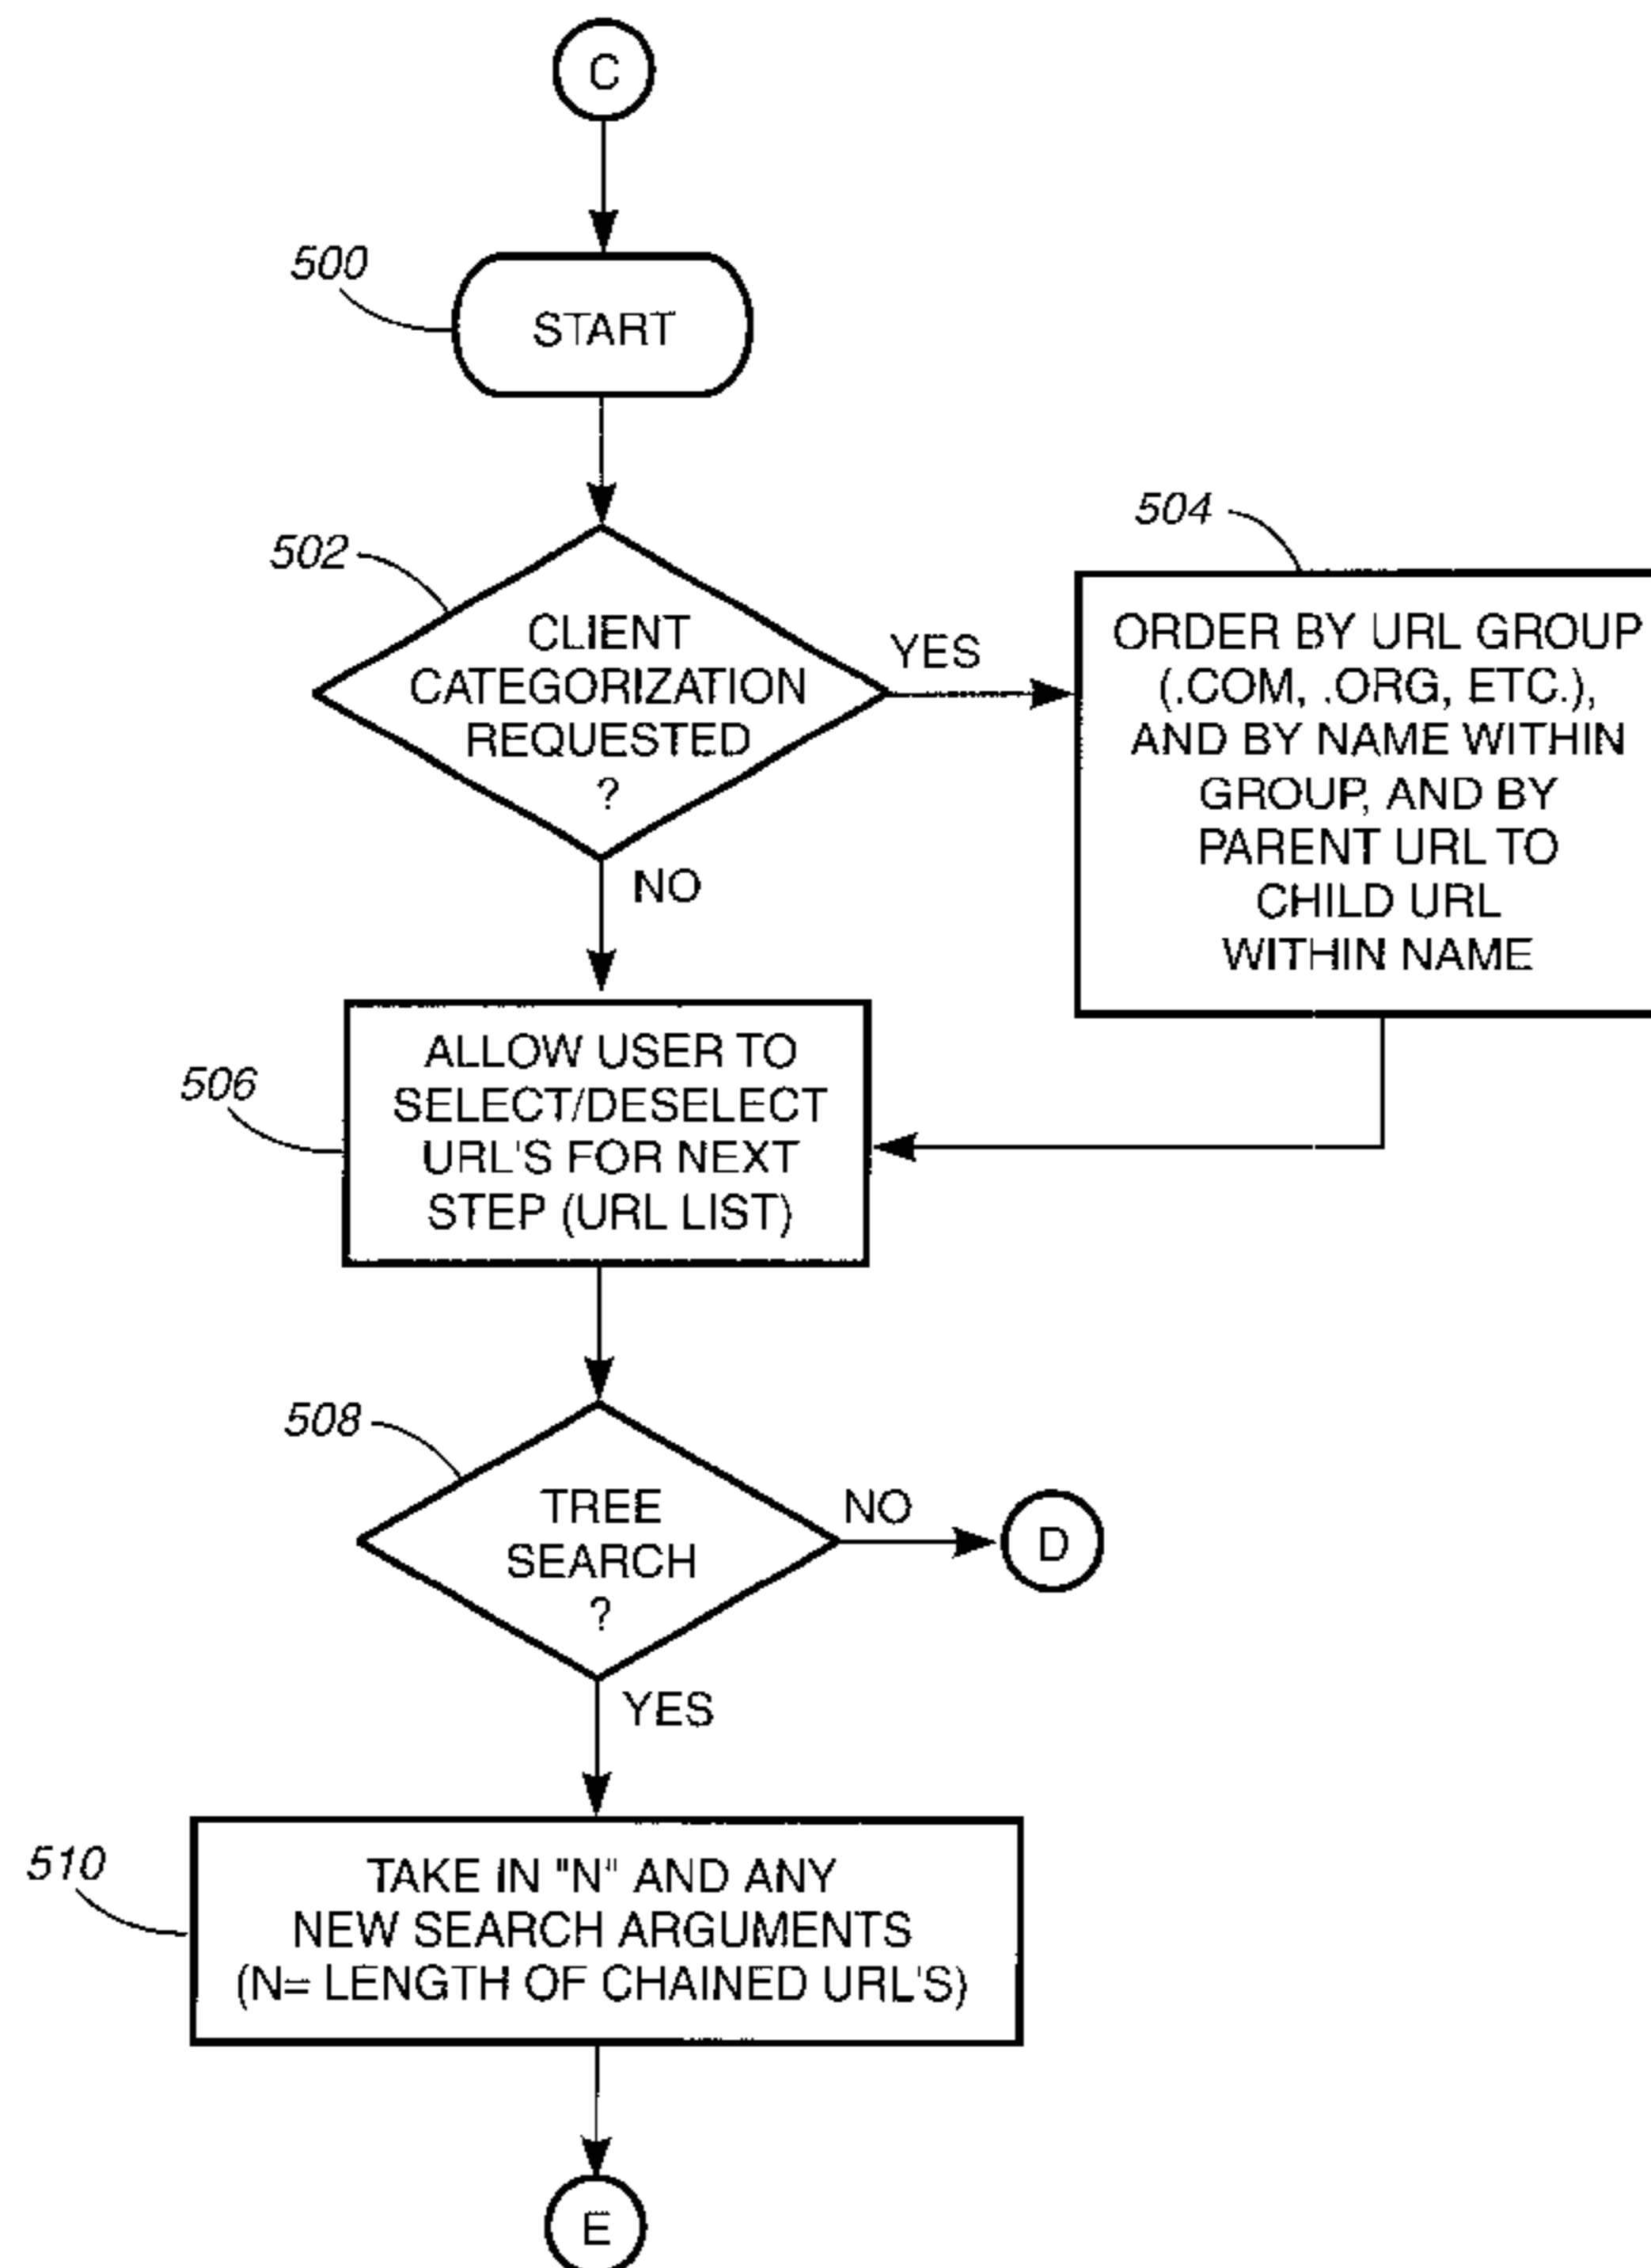 C
500
START
502
CLIENT
CATEGORIZATION
REQUESTED
?
YES
504
ORDER BY URL GROUP
(.COM, .ORG, ETC.),
AND BY NAME WITHIN
GROUP, AND BY
PARENT URL TO
CHILD URL
WITHIN NAME
NO
506
ALLOW USER TO
SELECT/DESELECT
URL'S FOR NEXT
STEP (URL LIST)
508
TREE
SEARCH
?
NO
D
YES
510
TAKE IN "N" AND ANY
NEW SEARCH ARGUMENTS
(N= LENGTH OF CHAINED URL'S)
E